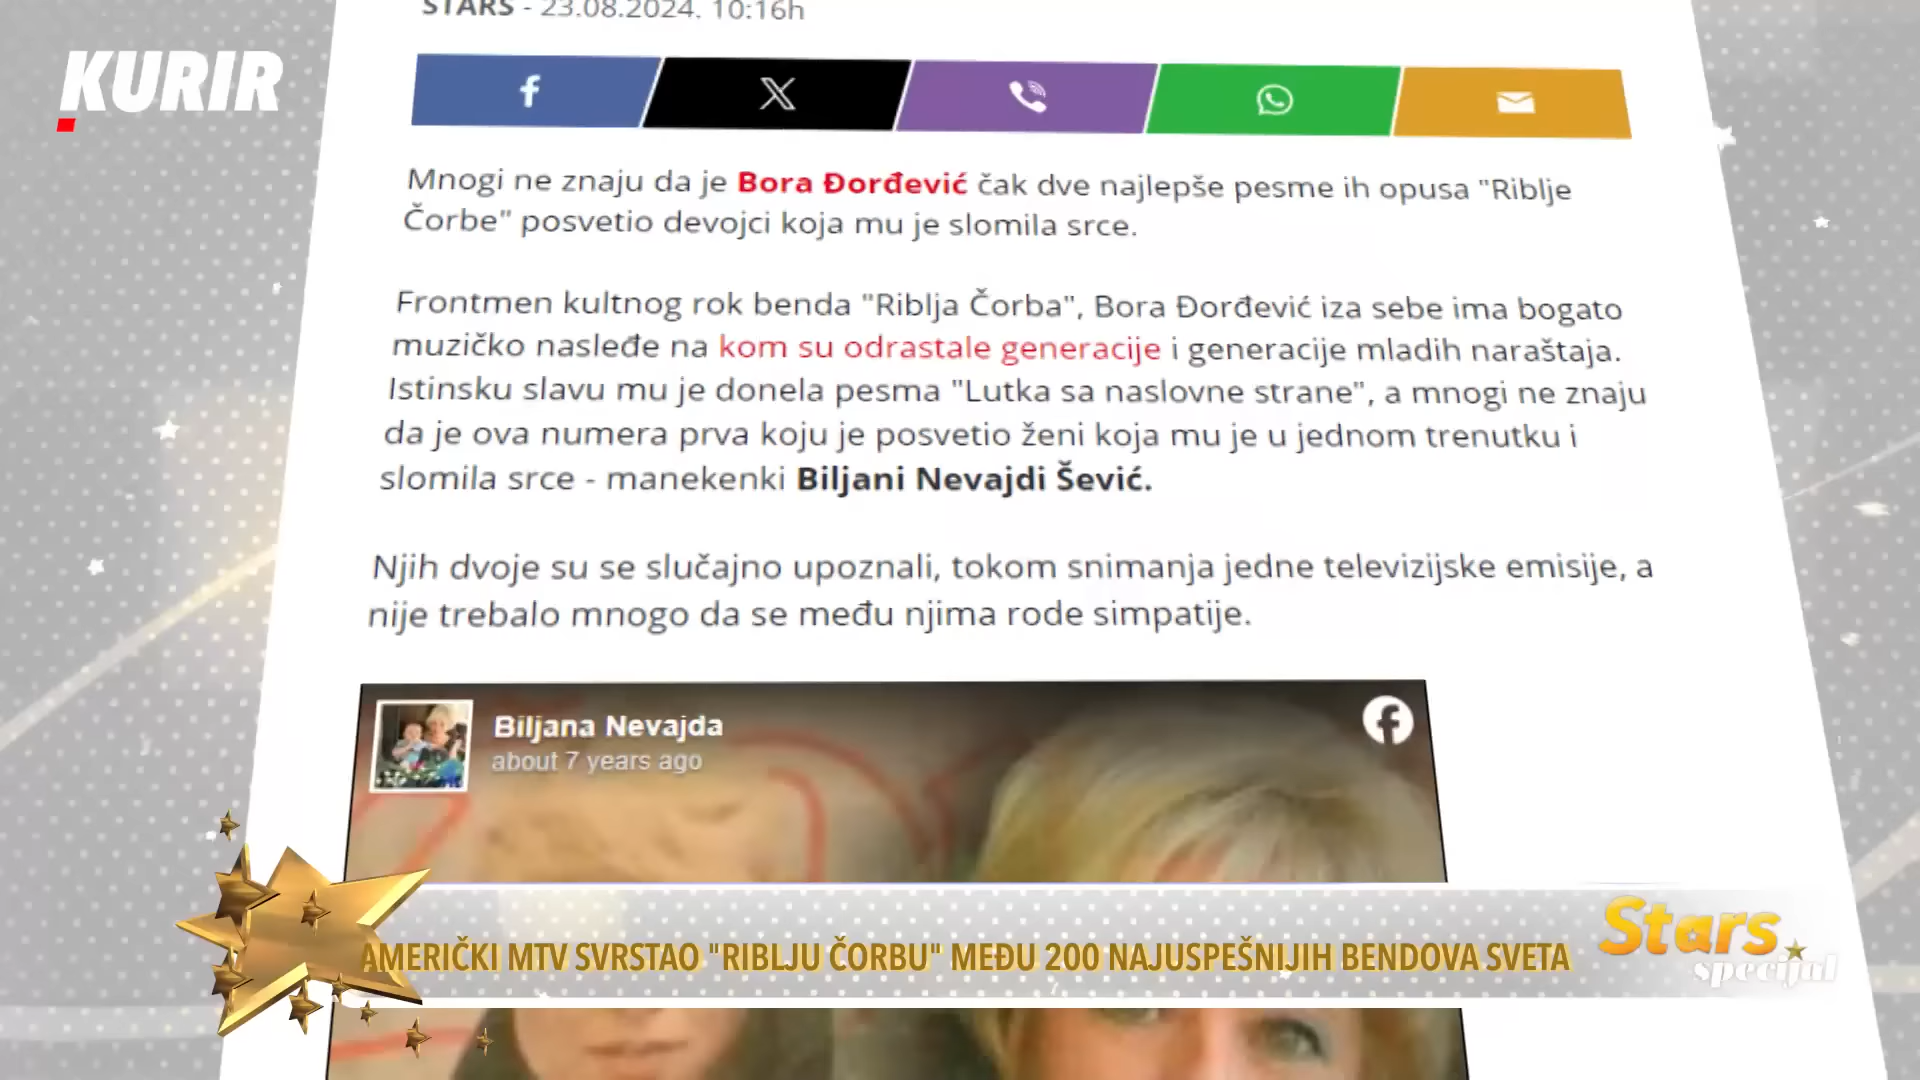 STARS - 23.08.2024. 10:16h
KURIR
Mnogi ne znaju da je Bora Đorđević čak dve najlepše pesme ih opusa "Riblje
Čorbe" posvetio devojci koja mu je slomila srce.
Frontmen kultnog rok benda "Riblja Čorba", Bora Đorđević iza sebe ima bogato
muzičko nasleđe na kom su odrastale generacije i generacije mladih naraštaja.
Istinsku slavu mu je donela pesma "Lutka sa naslovne strane", a mnogi ne znaju
da je ova numera prva koju je posvetio ženi koja mu je u jednom trenutku i
slomila srce - manekenki Biljani Nevajdi Šević.
Njih dvoje su se slučajno upoznali, tokom snimanja jedne televizijske emisije, a
nije trebalo mnogo da se među njima rode simpatije.
Biljana Nevajda
about 7 years ago
AMERIČKI MTV SVRSTAO "RIBLJU ČORBU" MEĐU 200 NAJUSPEŠNIJIH BENDOVA SVETA
Stars
specijal